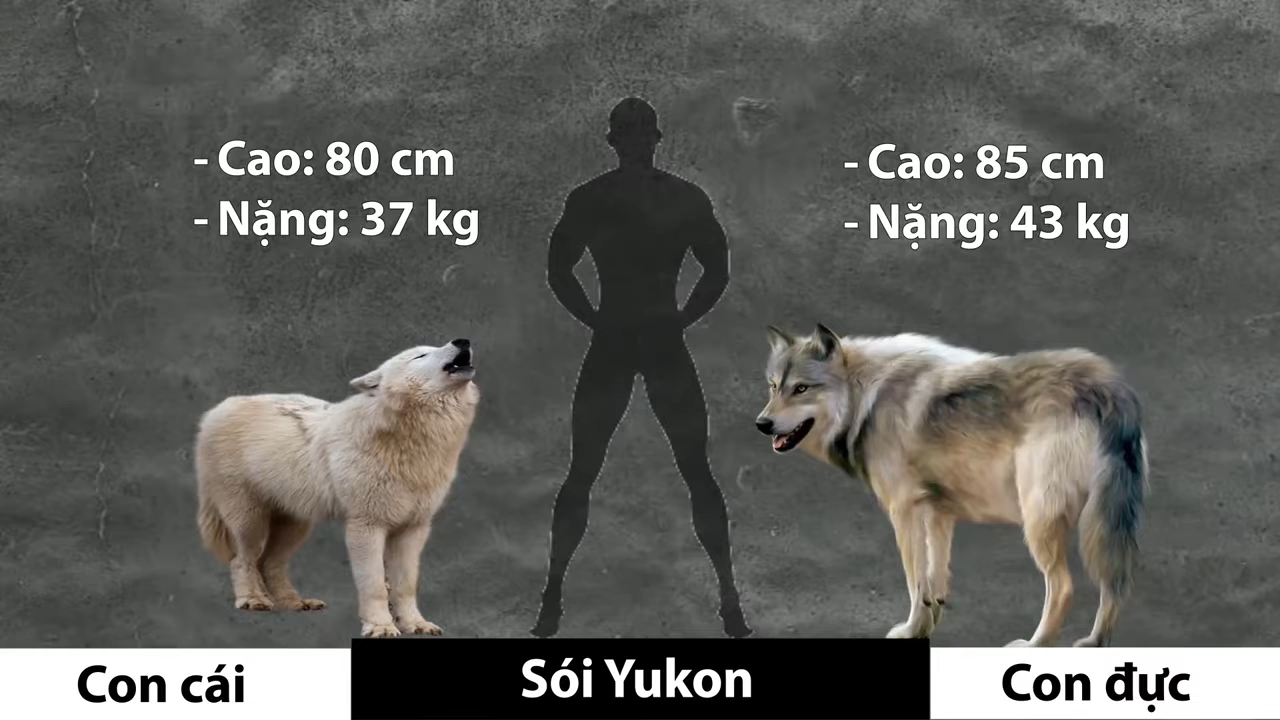 - Cao: 80 cm
- Nặng: 37 kg
- Cao: 85 cm
- Nặng: 43 kg
Con cái
Sói Yukon
Con đực